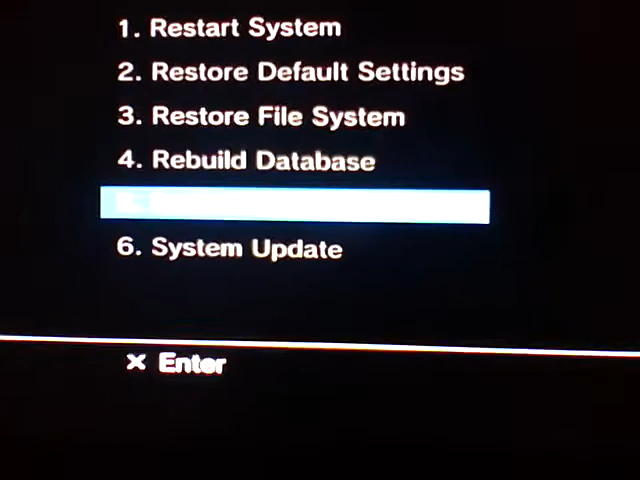 1. Restart System
2. Restore Default Settings
3. Restore File System
4. Rebuild Database
6. System Update
✕ Enter